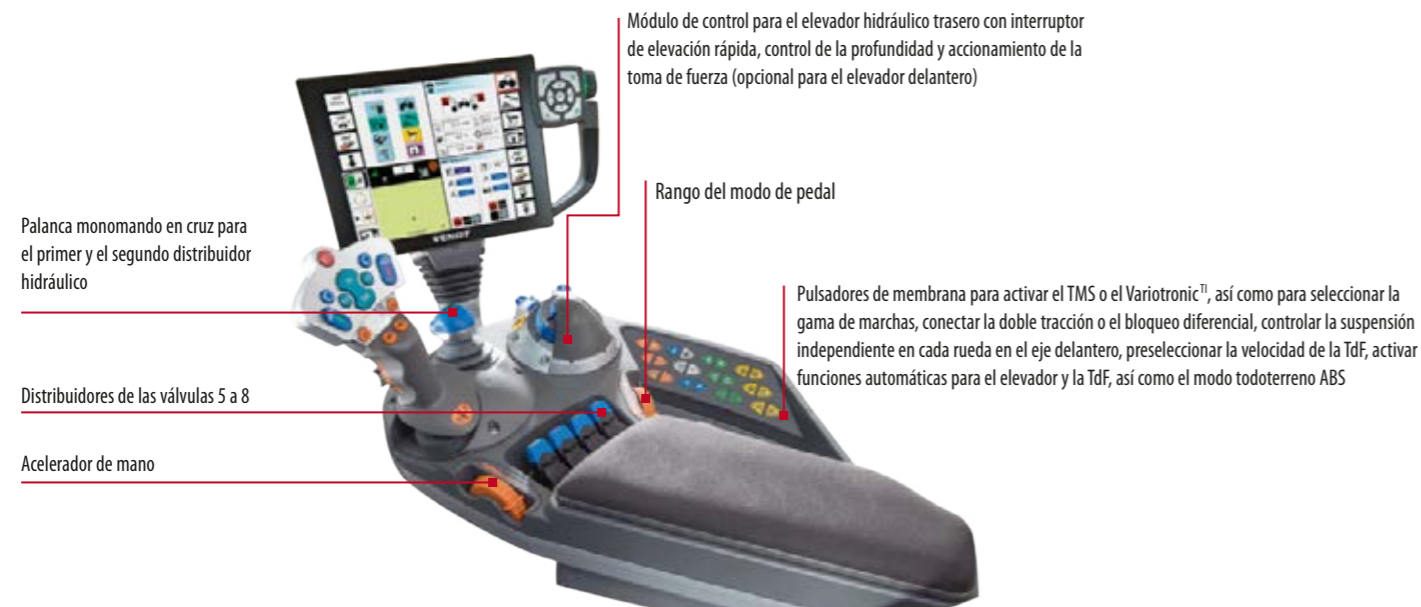 Módulo de control para el elevador hidráulico trasero con interruptor
de elevación rápida, control de la profundidad y accionamiento de la
toma de fuerza (opcional para el elevador delantero)
Rango del modo de pedal
Palanca monomando en cruz para
el primer y el segundo distribuidor
hidráulico
Pulsadores de membrana para activar el TMS o el Variotronicᵀᴵ, así como para seleccionar la
gama de marchas, conectar la doble tracción o el bloqueo diferencial, controlar la suspensión
independiente en cada rueda en el eje delantero, preseleccionar la velocidad de la TdF, activar
funciones automáticas para el elevador y la TdF, así como el modo todoterreno ABS
Distribuidores de las válvulas 5 a 8
Acelerador de mano